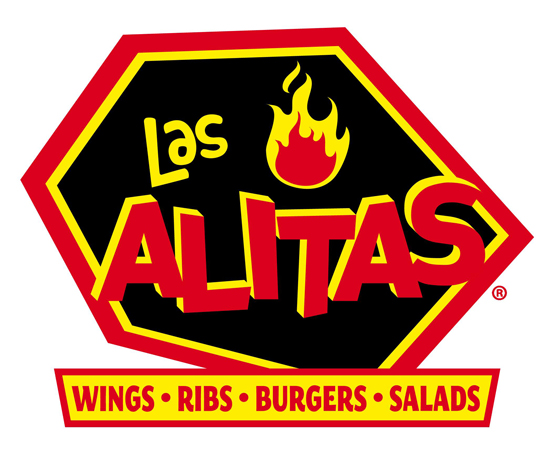 Las
ALITAS®
WINGS • RIBS • BURGERS • SALADS